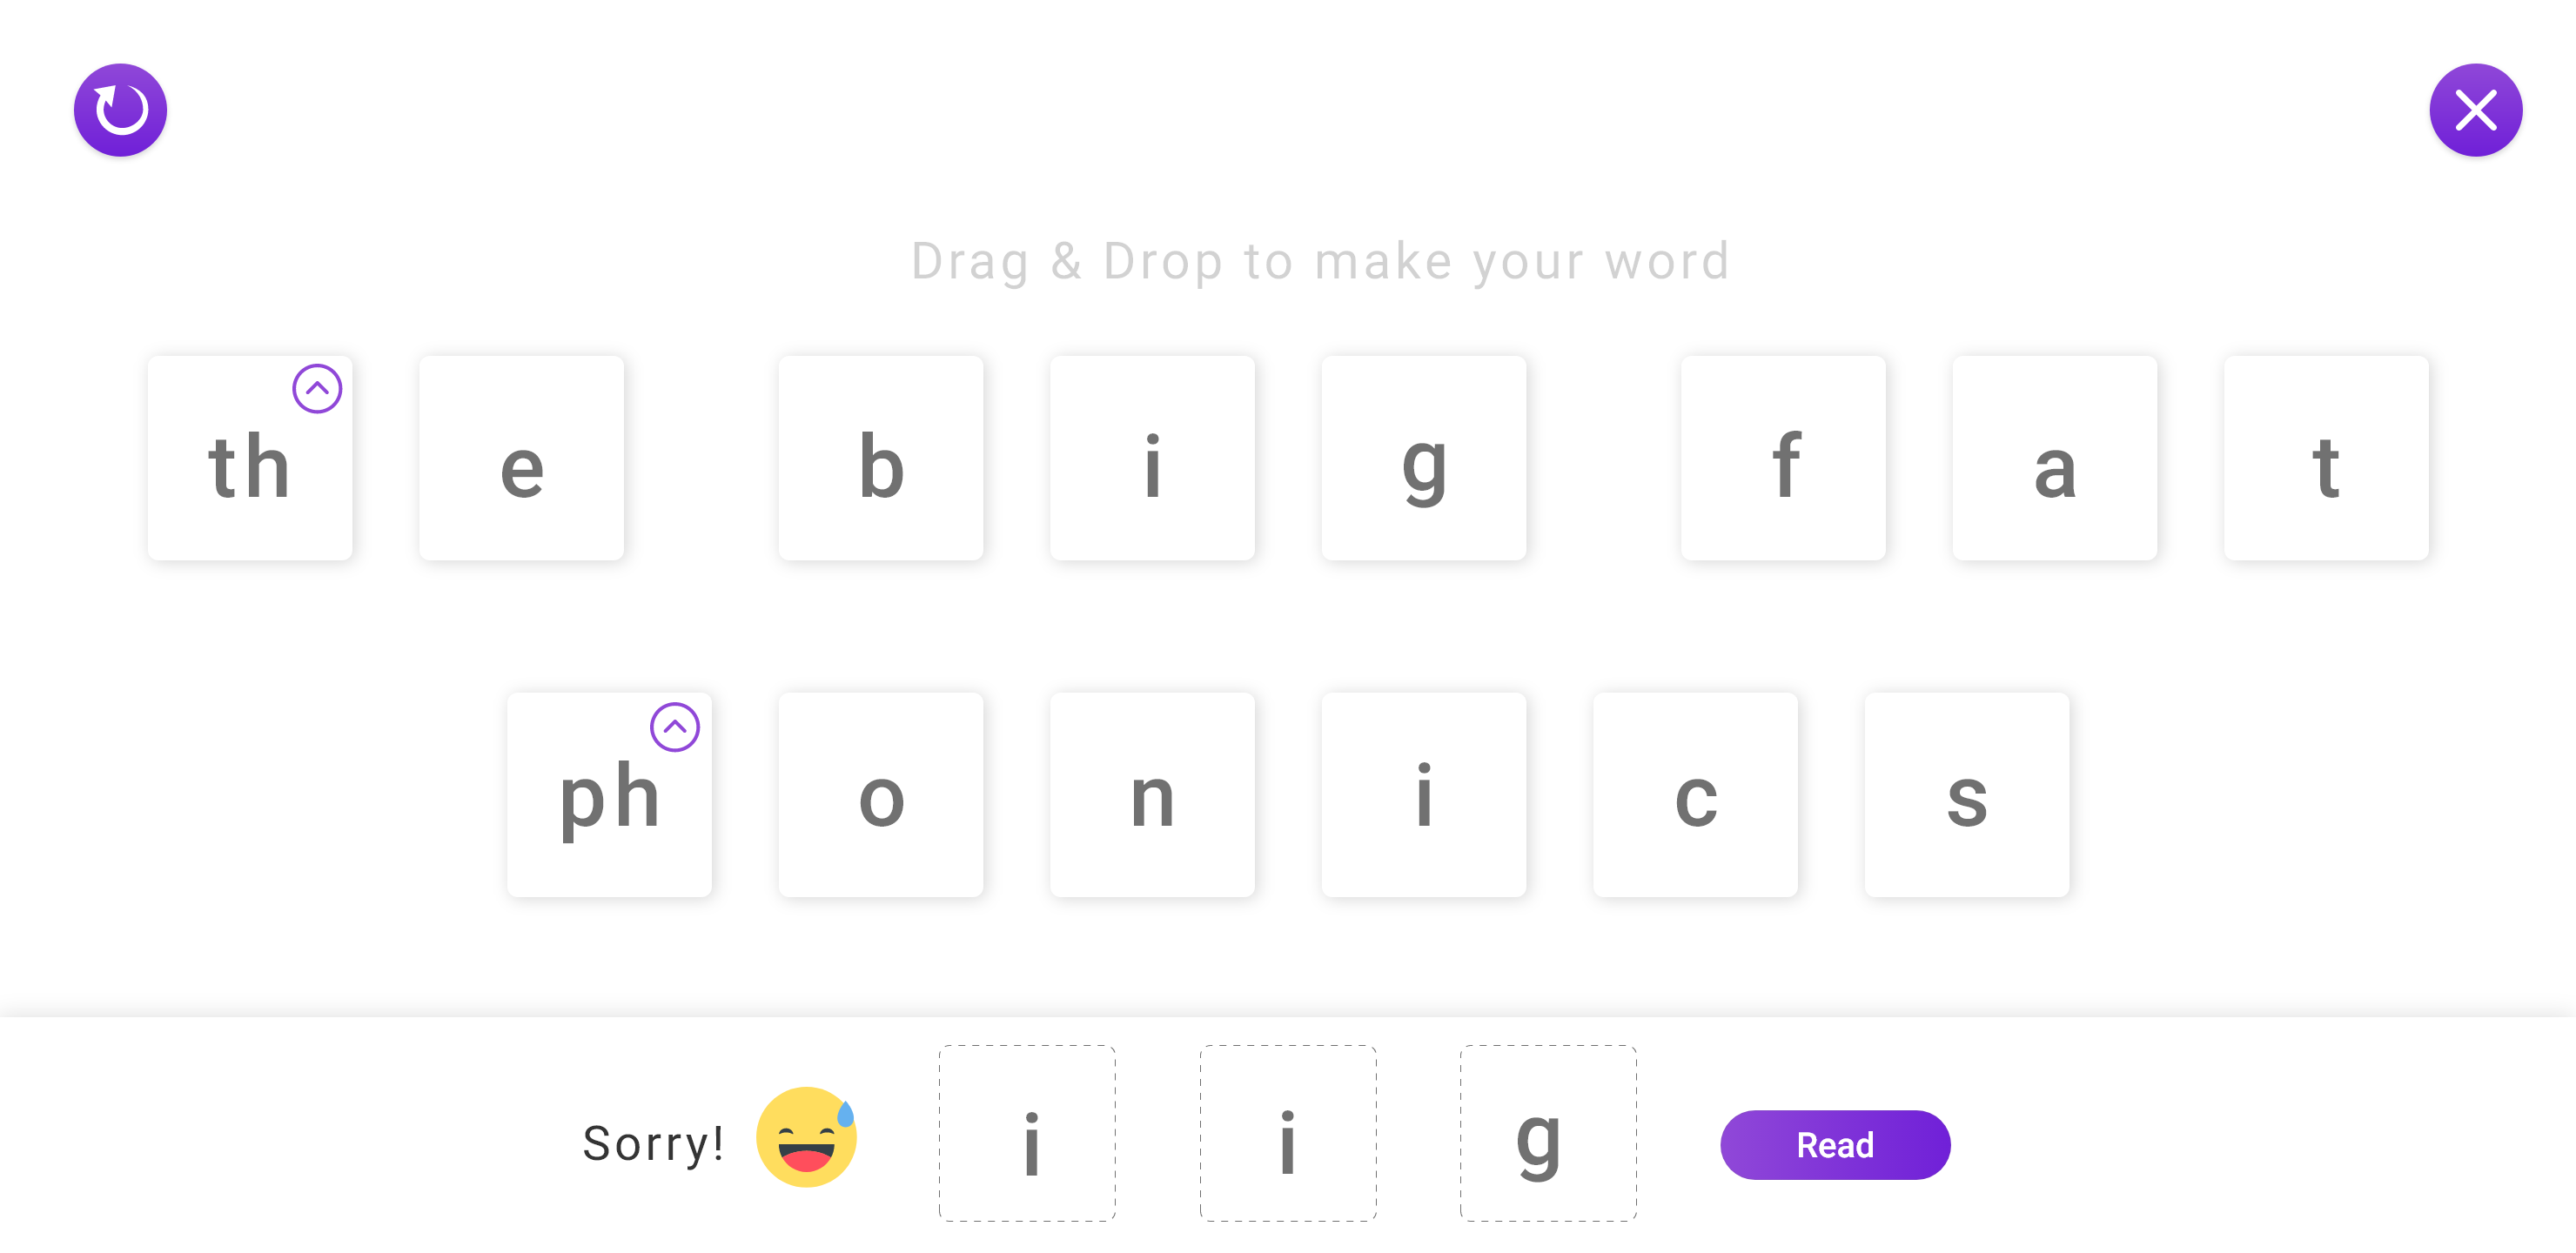 Drag & Drop to make your word
th e b i g f a t
ph o n i c s
Sorry! i i g Read